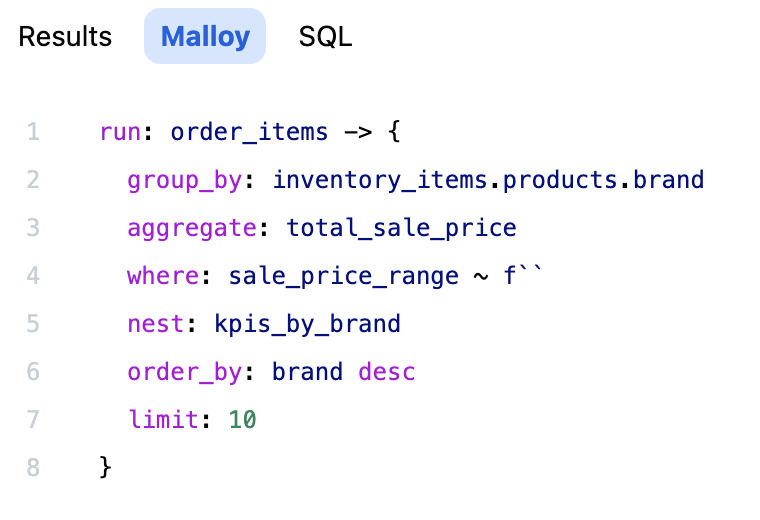 Results Malloy SQL
1 run: order_items -> {
2 group_by: inventory_items.products.brand
3 aggregate: total_sale_price
4 where: sale_price_range ~ f``
5 nest: kpis_by_brand
6 order_by: brand desc
7 limit: 10
8 }